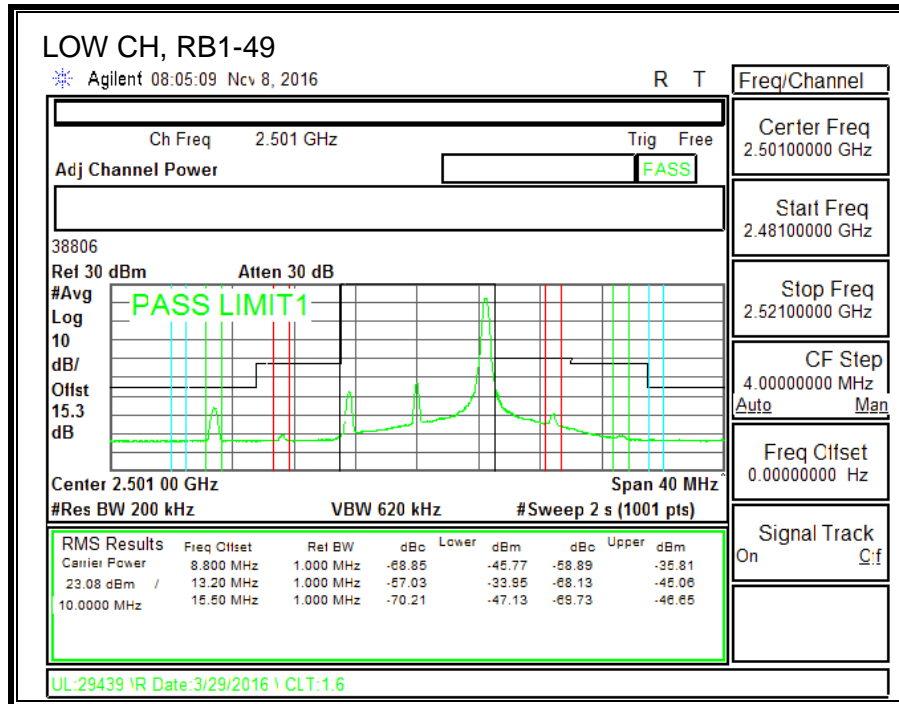 LOW CH, RB1-49
Agilent 08:05:09 Nov 8, 2016 R T
Freq/Channel
Ch Freq 2.501 GHz Trig Free
Adj Channel Power PASS
Center Freq
2.50100000 GHz
Start Freq
2.48100000 GHz
Stop Freq
2.52100000 GHz
CF Step
4.00000000 MHz
Auto Man
Freq Offset
0.00000000 Hz
Signal Track
On Off
38806
Ref 30 dBm Atten 30 dB
#Avg
Log
10
dB/
Offst
15.3
dB
PASS LIMIT1
Center 2.501 00 GHz Span 40 MHz
#Res BW 200 kHz VBW 620 kHz #Sweep 2 s (1001 pts)
RMS Results Freq Offset Ref BW dBc Lower dBm dBc Upper dBm
Carrier Power 8.800 MHz 1.000 MHz -68.85 -45.77 -58.89 -35.81
23.08 dBm / 13.20 MHz 1.000 MHz -57.03 -33.95 -68.13 -45.06
10.0000 MHz 15.50 MHz 1.000 MHz -70.21 -47.13 -69.73 -46.65
UL:29439 \R Date:3/29/2016 \ CLT:1.6